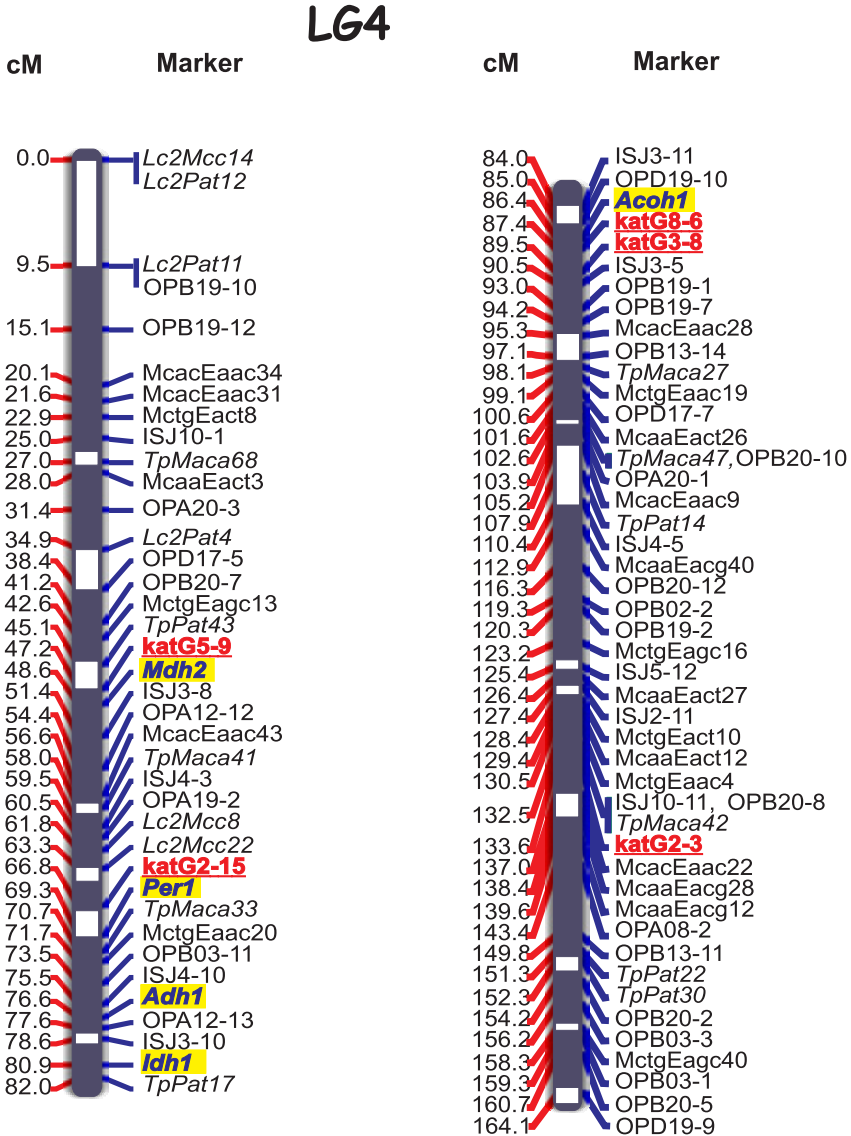 LG4
cM Marker
0.0 Lc2Mcc14
Lc2Pat12
9.5 Lc2Pat11
OPB19-10
15.1 OPB19-12
20.1 McacEaac34
21.6 McacEaac31
22.9 MctgEact8
25.0 ISJ10-1
27.0 TpMaca68
28.0 McaaEact3
31.4 OPA20-3
34.9 Lc2Pat4
38.4 OPD17-5
41.2 OPB20-7
42.6 MctgEagc13
45.1 TpPat43
47.2 katG5-9
48.6 Mdh2
51.4 ISJ3-8
54.4 OPA12-12
56.6 McacEaac43
58.0 TpMaca41
59.5 ISJ4-3
60.5 OPA19-2
61.8 Lc2Mcc8
63.3 Lc2Mcc22
66.8 katG2-15
69.3 Per1
70.7 TpMaca33
71.7 MctgEaac20
73.5 OPB03-11
75.5 ISJ4-10
76.6 Adh1
77.6 OPA12-13
78.6 ISJ3-10
80.9 Idh1
82.0 TpPat17
cM Marker
84.0 ISJ3-11
85.0 OPD19-10
86.4 Acoh1
87.4 katG8-6
89.5 katG3-8
90.5 ISJ3-5
93.0 OPB19-1
94.2 OPB19-7
95.3 McacEaac28
97.1 OPB13-14
98.1 TpMaca27
99.1 MctgEaac19
100.6 OPD17-7
101.6 McaaEact26
102.6 TpMaca47,OPB20-10
103.9 OPA20-1
105.2 McacEaac9
107.9 TpPat14
110.4 ISJ4-5
112.9 McaaEacg40
116.3 OPB20-12
119.3 OPB02-2
120.3 OPB19-2
123.2 MctgEagc16
125.4 ISJ5-12
126.4 McaaEact27
127.4 ISJ2-11
128.4 MctgEact10
129.4 McaaEact12
130.5 MctgEaac4
132.5 ISJ10-11, OPB20-8
TpMaca42
133.6 katG2-3
137.0 McacEaac22
138.4 McaaEacg28
139.6 McaaEacg12
143.4 OPA08-2
149.8 OPB13-11
151.3 TpPat22
152.3 TpPat30
154.2 OPB20-2
156.2 OPB03-3
158.3 MctgEagc40
159.3 OPB03-1
160.7 OPB20-5
164.1 OPD19-9